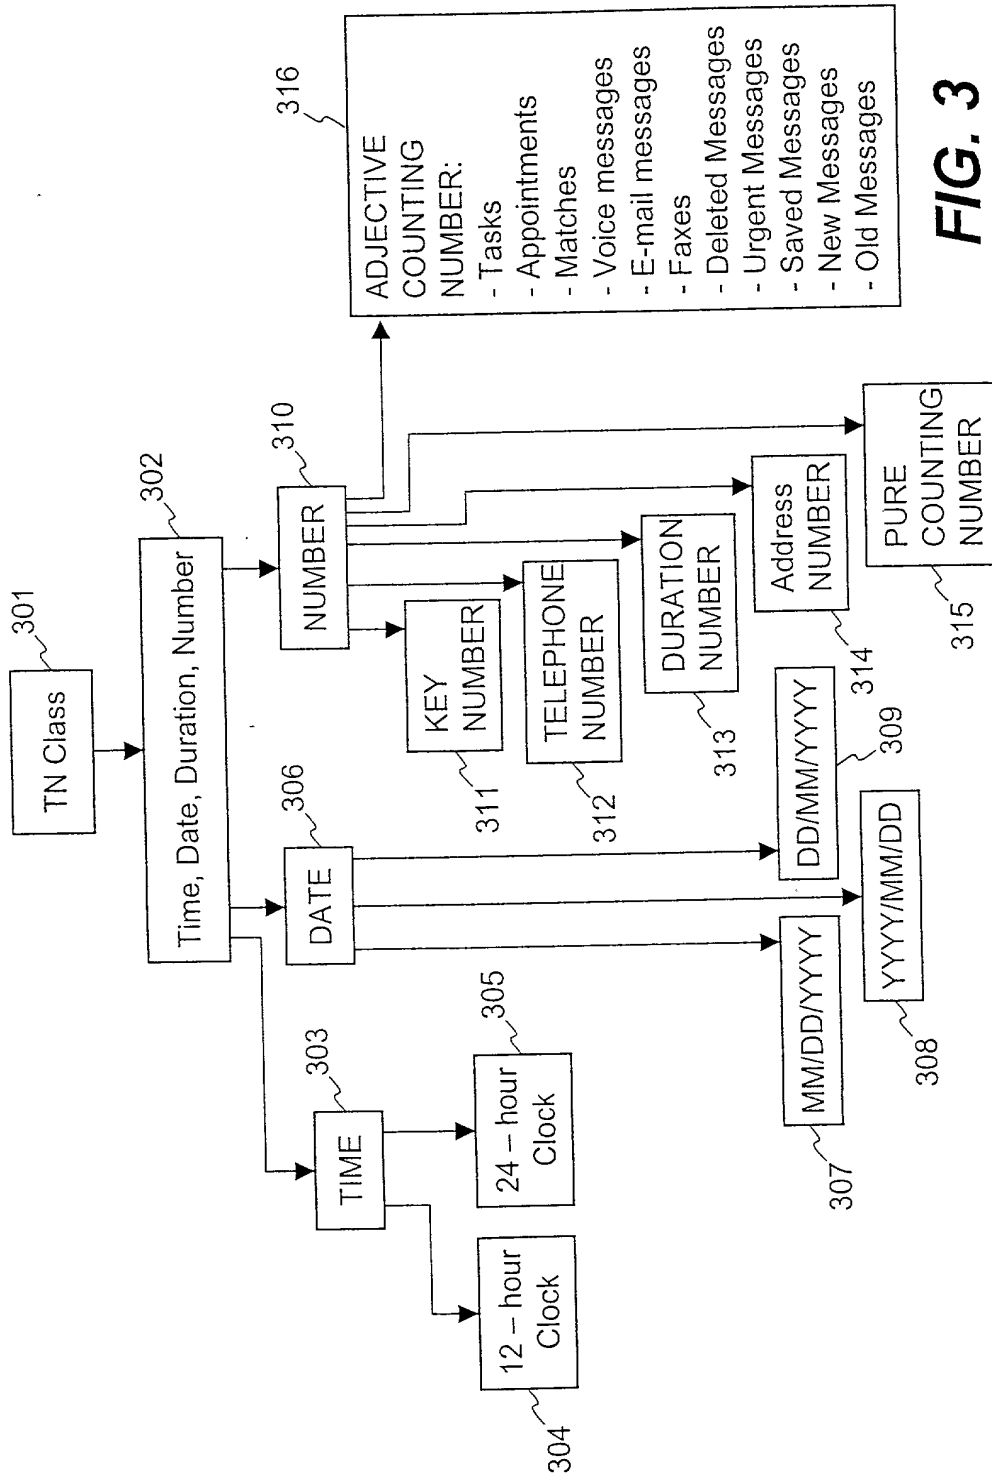 TN Class
301
Time, Date, Duration, Number
302
TIME
303
12 – hour
Clock
304
24 – hour
Clock
305
DATE
306
MM/DD/YYYY
307
YYYY/MM/DD
308
DD/MM/YYYY
309
NUMBER
310
KEY
NUMBER
311
TELEPHONE
NUMBER
312
DURATION
NUMBER
313
Address
NUMBER
314
PURE
COUNTING
NUMBER
315
316
ADJECTIVE
COUNTING
NUMBER:
- Tasks
- Appointments
- Matches
- Voice messages
- E-mail messages
- Faxes
- Deleted Messages
- Urgent Messages
- Saved Messages
- New Messages
- Old Messages
FIG. 3